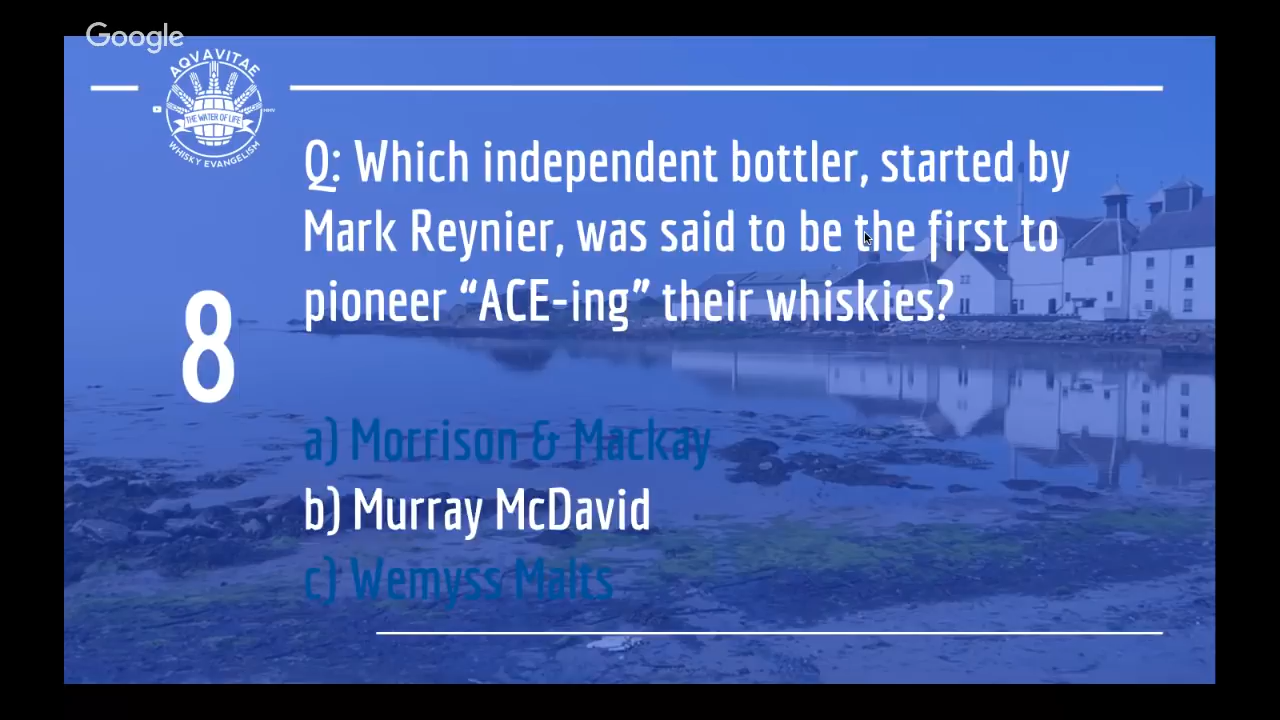 Google
AQVAVITAE
THE WATER OF LIFE
WHISKY EVANGELISM
Q: Which independent bottler, started by
Mark Reynier, was said to be the first to
pioneer “ACE-ing” their whiskies?
8
a) Morrison & Mackay
b) Murray McDavid
c) Wemyss Malts